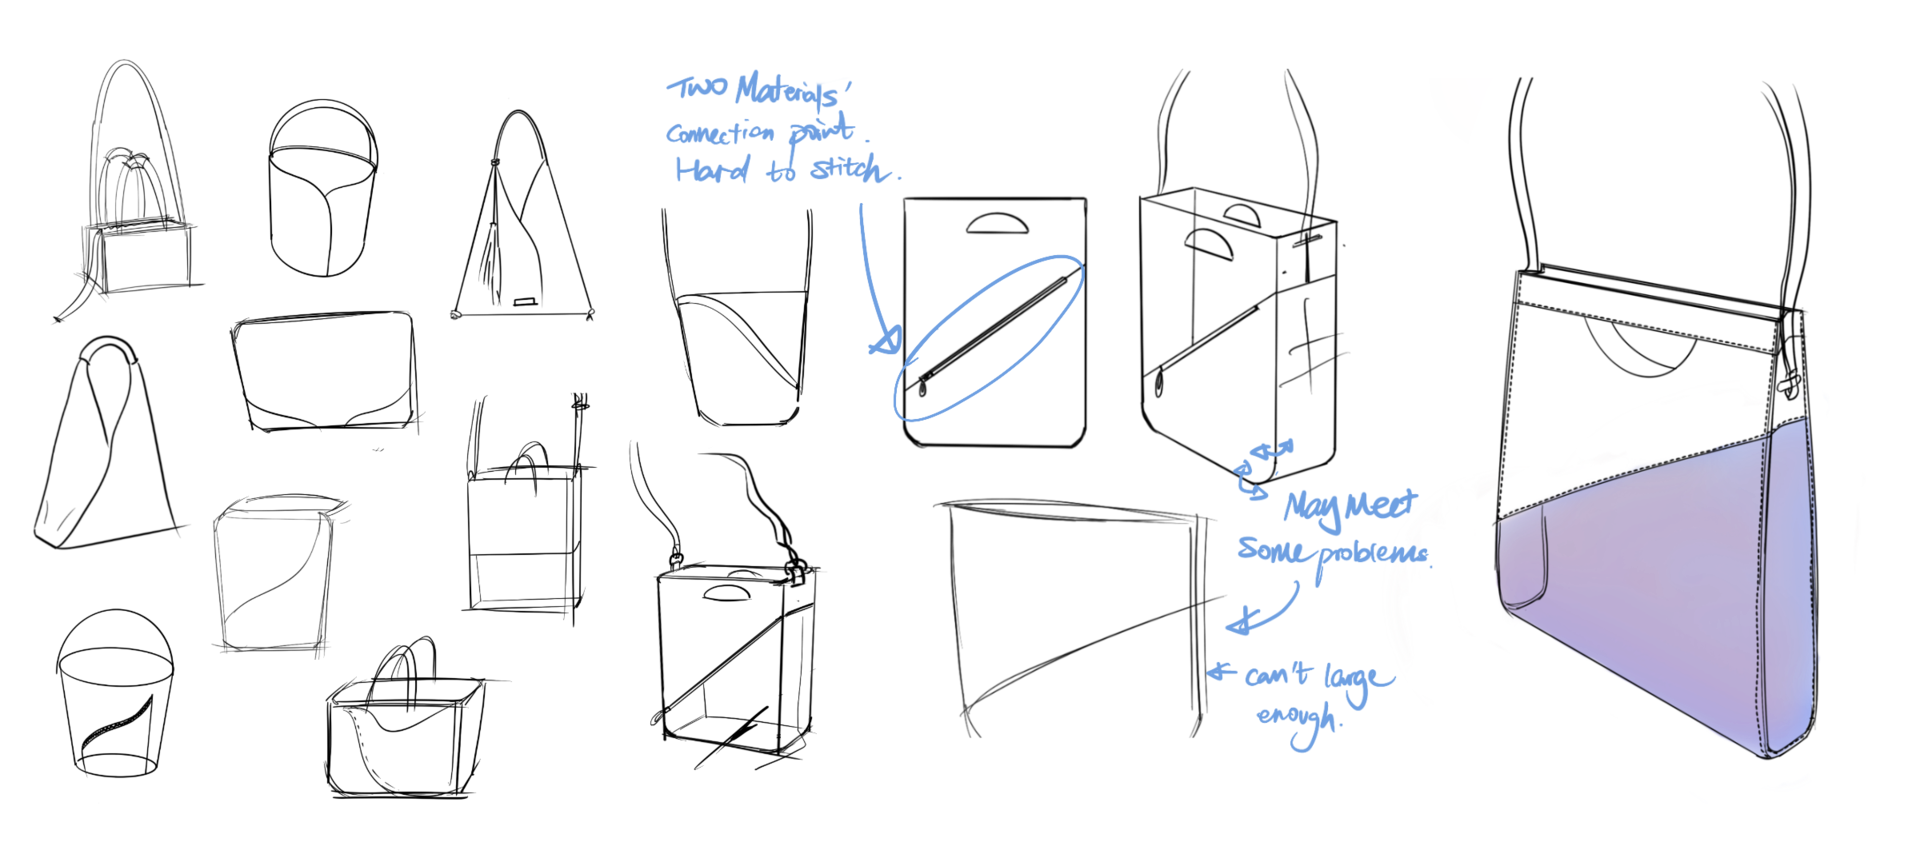 Two Materials'
Connection point.
Hard to stitch.
May Meet
Some problems.
can't large
enough.